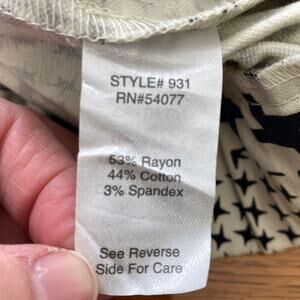 STYLE# 931
RN#54077
53% Rayon
44% Cotton
3% Spandex
See Reverse
Side For Care